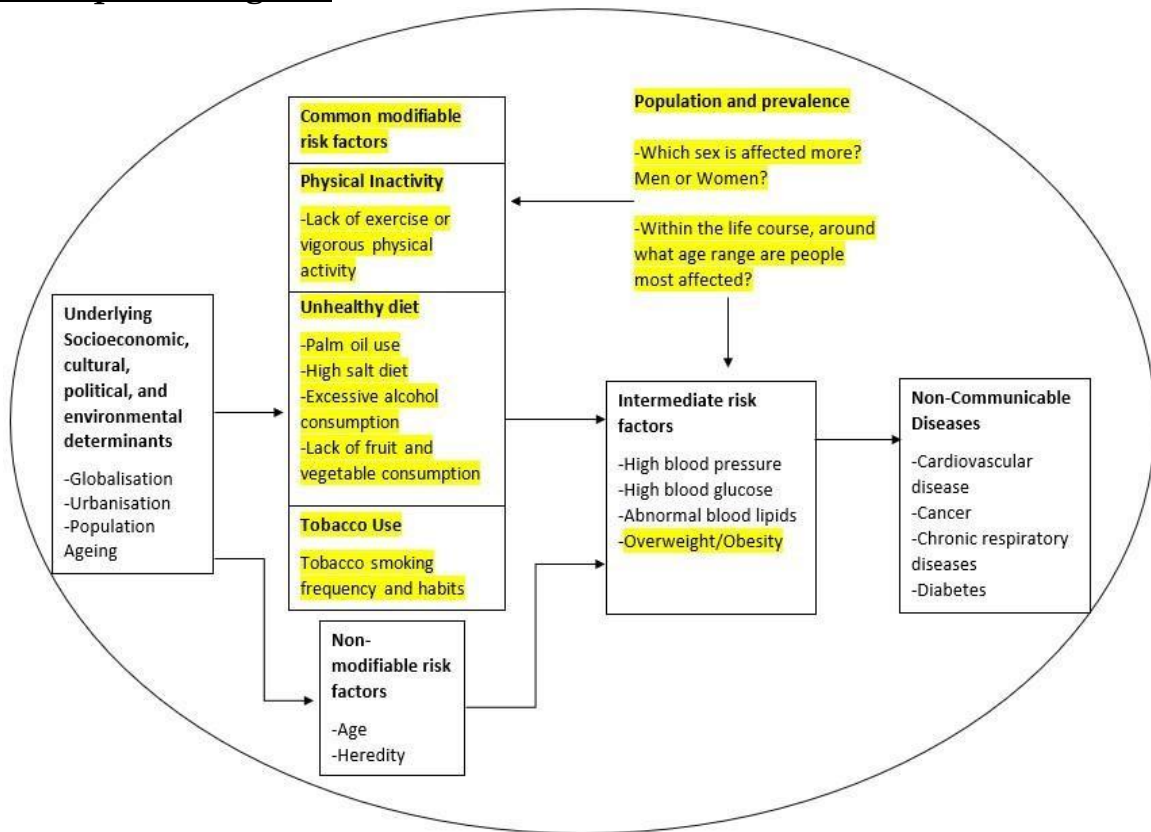 Common modifiable
risk factors
Physical Inactivity
-Lack of exercise or
vigorous physical
activity
Unhealthy diet
-Palm oil use
-High salt diet
-Excessive alcohol
consumption
-Lack of fruit and
vegetable consumption
Tobacco Use
Tobacco smoking
frequency and habits
Population and prevalence
-Which sex is affected more?
Men or Women?
-Within the life course, around
what age range are people
most affected?
Underlying
Socioeconomic,
cultural,
political, and
environmental
determinants
-Globalisation
-Urbanisation
-Population
Ageing
Non-
modifiable risk
factors
-Age
-Heredity
Intermediate risk
factors
-High blood pressure
-High blood glucose
-Abnormal blood lipids
-Overweight/Obesity
Non-Communicable
Diseases
-Cardiovascular
disease
-Cancer
-Chronic respiratory
diseases
-Diabetes